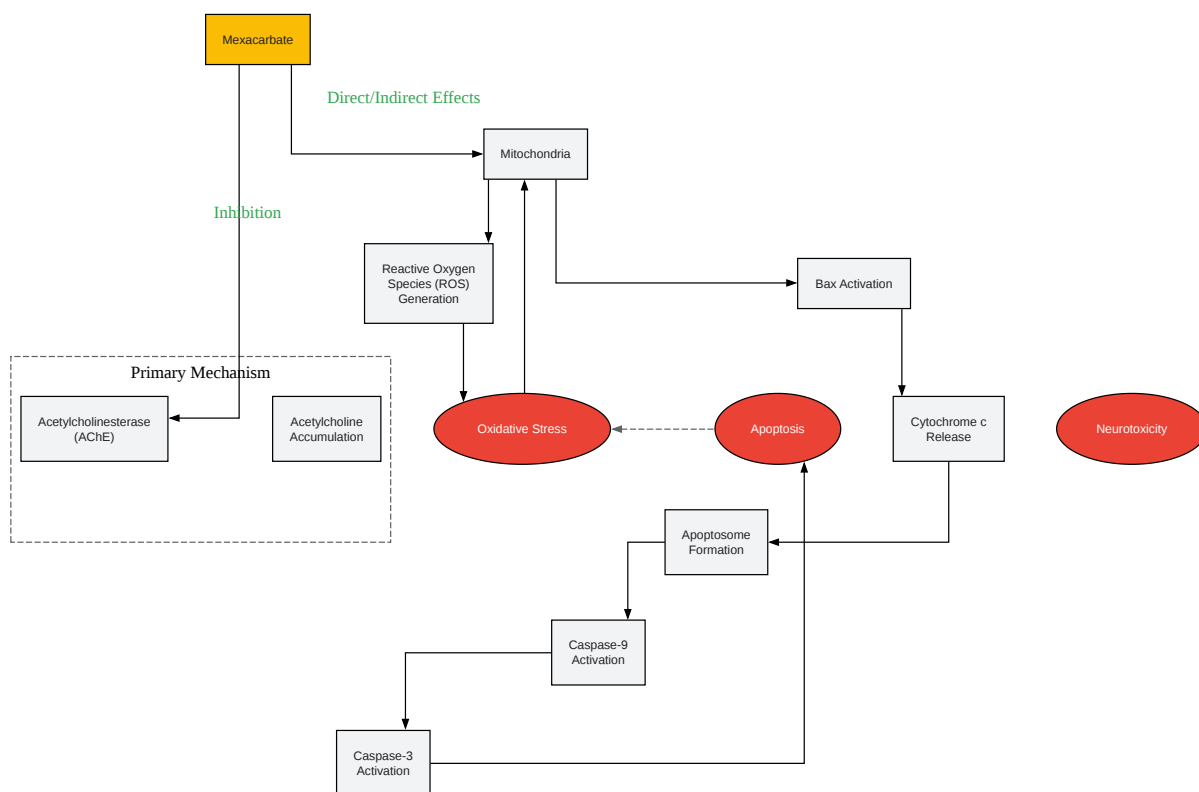 Mexacarbate
Direct/Indirect Effects
Mitochondria
Inhibition
Reactive Oxygen
Species (ROS)
Generation
Bax Activation
Primary Mechanism
Acetylcholinesterase
(AChE)
Acetylcholine
Accumulation
Oxidative Stress
Apoptosis
Cytochrome c
Release
Neurotoxicity
Apoptosome
Formation
Caspase-9
Activation
Caspase-3
Activation